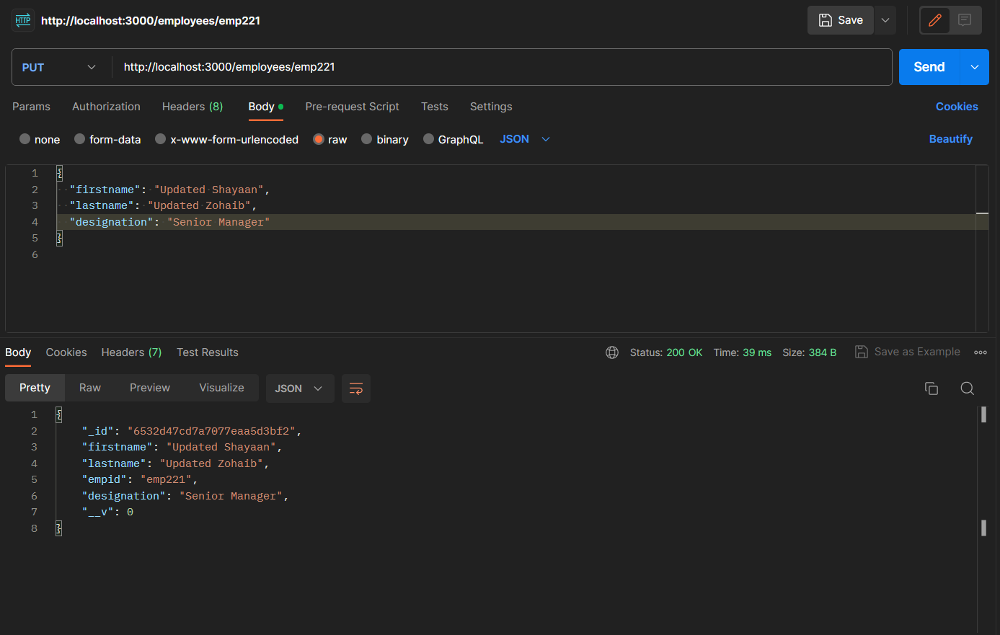 HTTP http://localhost:3000/employees/emp221 Save
PUT http://localhost:3000/employees/emp221 Send
Params Authorization Headers (8) Body Pre-request Script Tests Settings Cookies
none form-data x-www-form-urlencoded raw binary GraphQL JSON Beautify
1 {
2 "firstname": "Updated Shayaan",
3 "lastname": "Updated Zohaib",
4 "designation": "Senior Manager"
5 }
6
Body Cookies Headers (7) Test Results Status: 200 OK Time: 39 ms Size: 384 B Save as Example
Pretty Raw Preview Visualize JSON
1 {
2 "_id": "6532d47cd7a7077eaa5d3bf2",
3 "firstname": "Updated Shayaan",
4 "lastname": "Updated Zohaib",
5 "empid": "emp221",
6 "designation": "Senior Manager",
7 "__v": 0
8 }